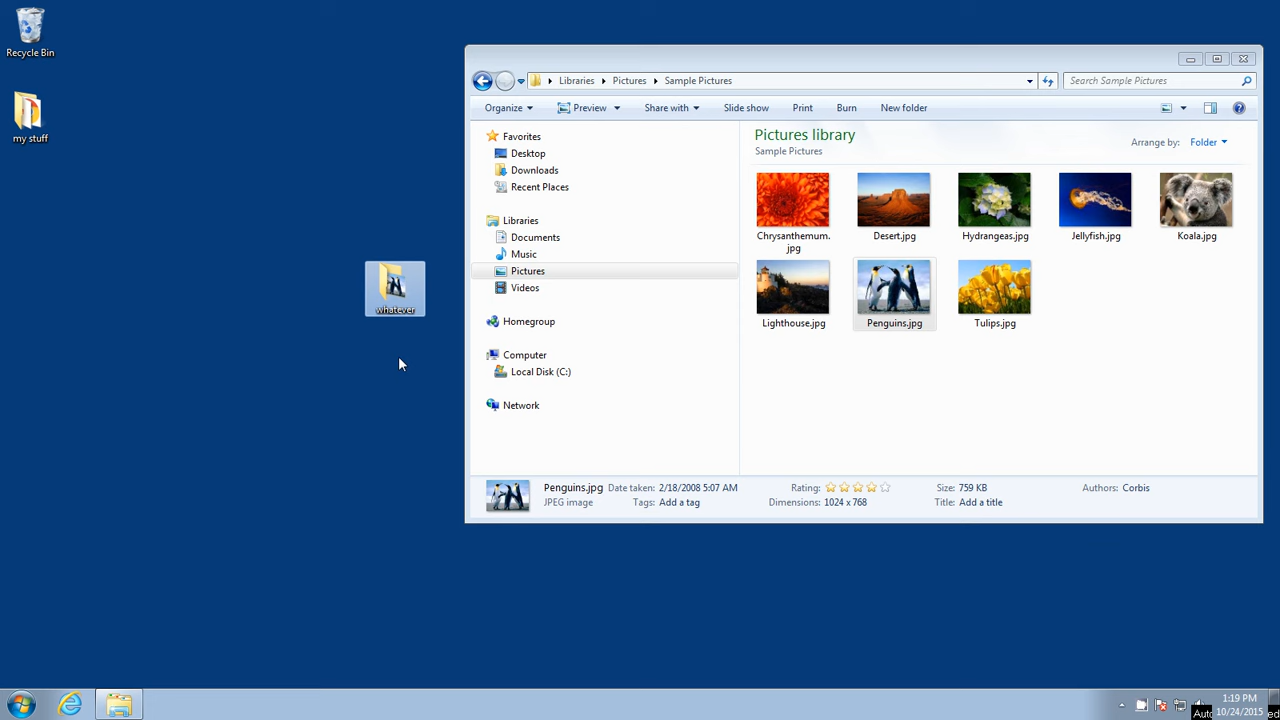 Recycle Bin
my stuff
whatever
Libraries
Pictures
Sample Pictures
Search Sample Pictures
Organize
Preview
Share with
Slide show
Print
Burn
New folder
Favorites
Desktop
Downloads
Recent Places
Libraries
Documents
Music
Pictures
Videos
Homegroup
Computer
Local Disk (C:)
Network
Pictures library
Sample Pictures
Arrange by: Folder
Chrysanthemum.
jpg
Desert.jpg
Hydrangeas.jpg
Jellyfish.jpg
Koala.jpg
Lighthouse.jpg
Penguins.jpg
Tulips.jpg
Penguins.jpg Date taken: 2/18/2008 5:07 AM Rating: Size: 759 KB Authors: Corbis
JPEG image Tags: Add a tag Dimensions: 1024 x 768 Title: Add a title
1:19 PM
10/24/2015